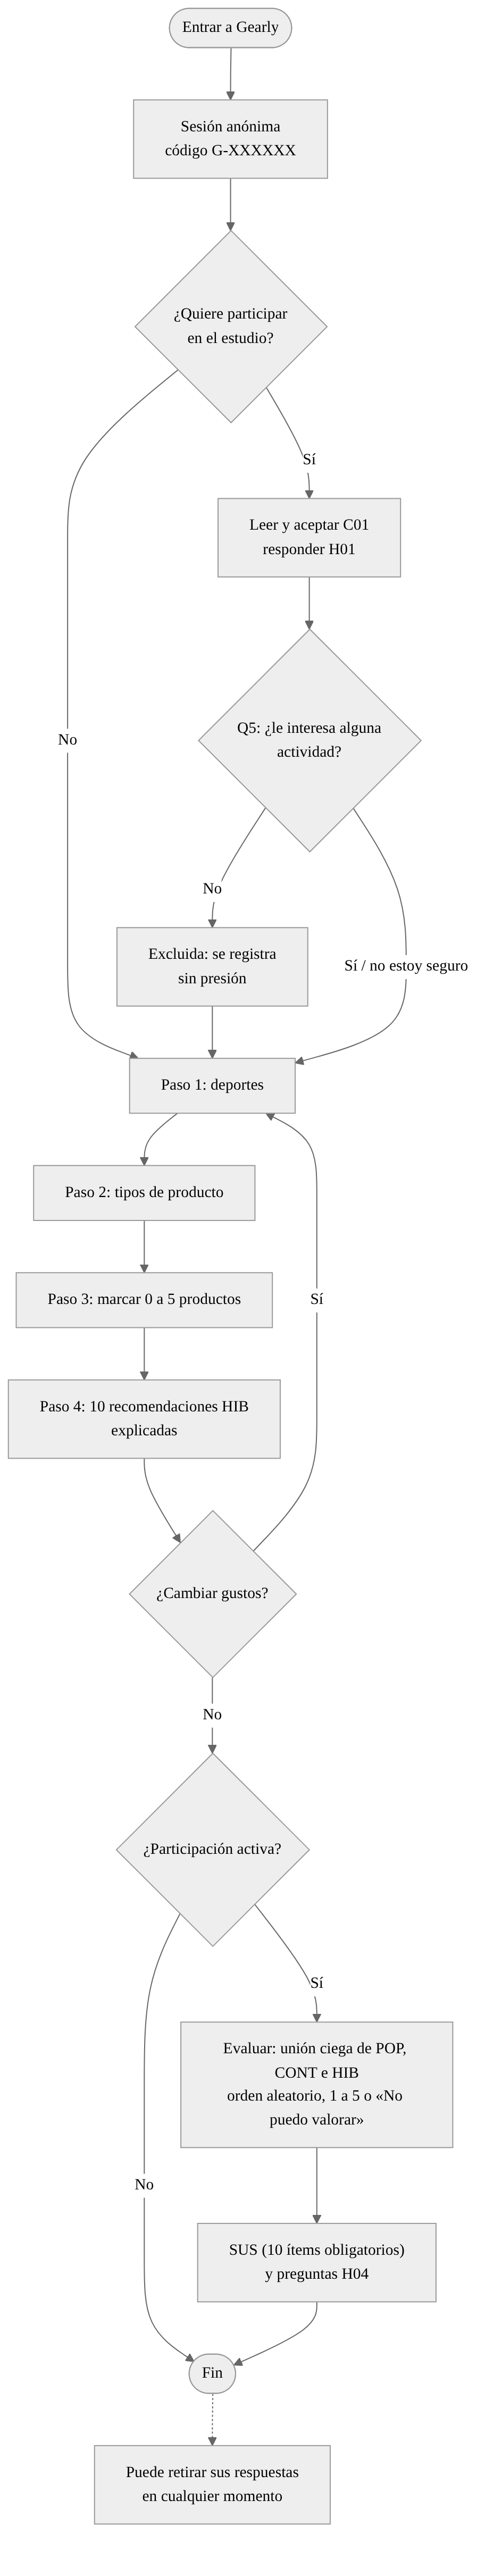 Entrar a Gearly
Sesión anónima
código G-XXXXXX
¿Quiere participar
en el estudio?
Sí
Leer y aceptar C01
responder H01
No
Q5: ¿le interesa alguna
actividad?
No
Excluida: se registra
sin presión
Sí / no estoy seguro
Paso 1: deportes
Paso 2: tipos de producto
Paso 3: marcar 0 a 5 productos
Sí
Paso 4: 10 recomendaciones HIB
explicadas
¿Cambiar gustos?
No
¿Participación activa?
Sí
Evaluar: unión ciega de POP,
CONT e HIB
orden aleatorio, 1 a 5 o «No
puedo valorar»
No
SUS (10 ítems obligatorios)
y preguntas H04
Fin
Puede retirar sus respuestas
en cualquier momento